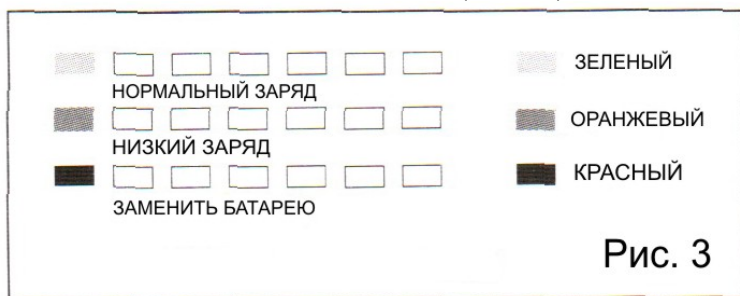 НОРМАЛЬНЫЙ ЗАРЯД
НИЗКИЙ ЗАРЯД
ЗАМЕНИТЬ БАТАРЕЮ
ЗЕЛЕНЫЙ
ОРАНЖЕВЫЙ
КРАСНЫЙ
Рис. 3